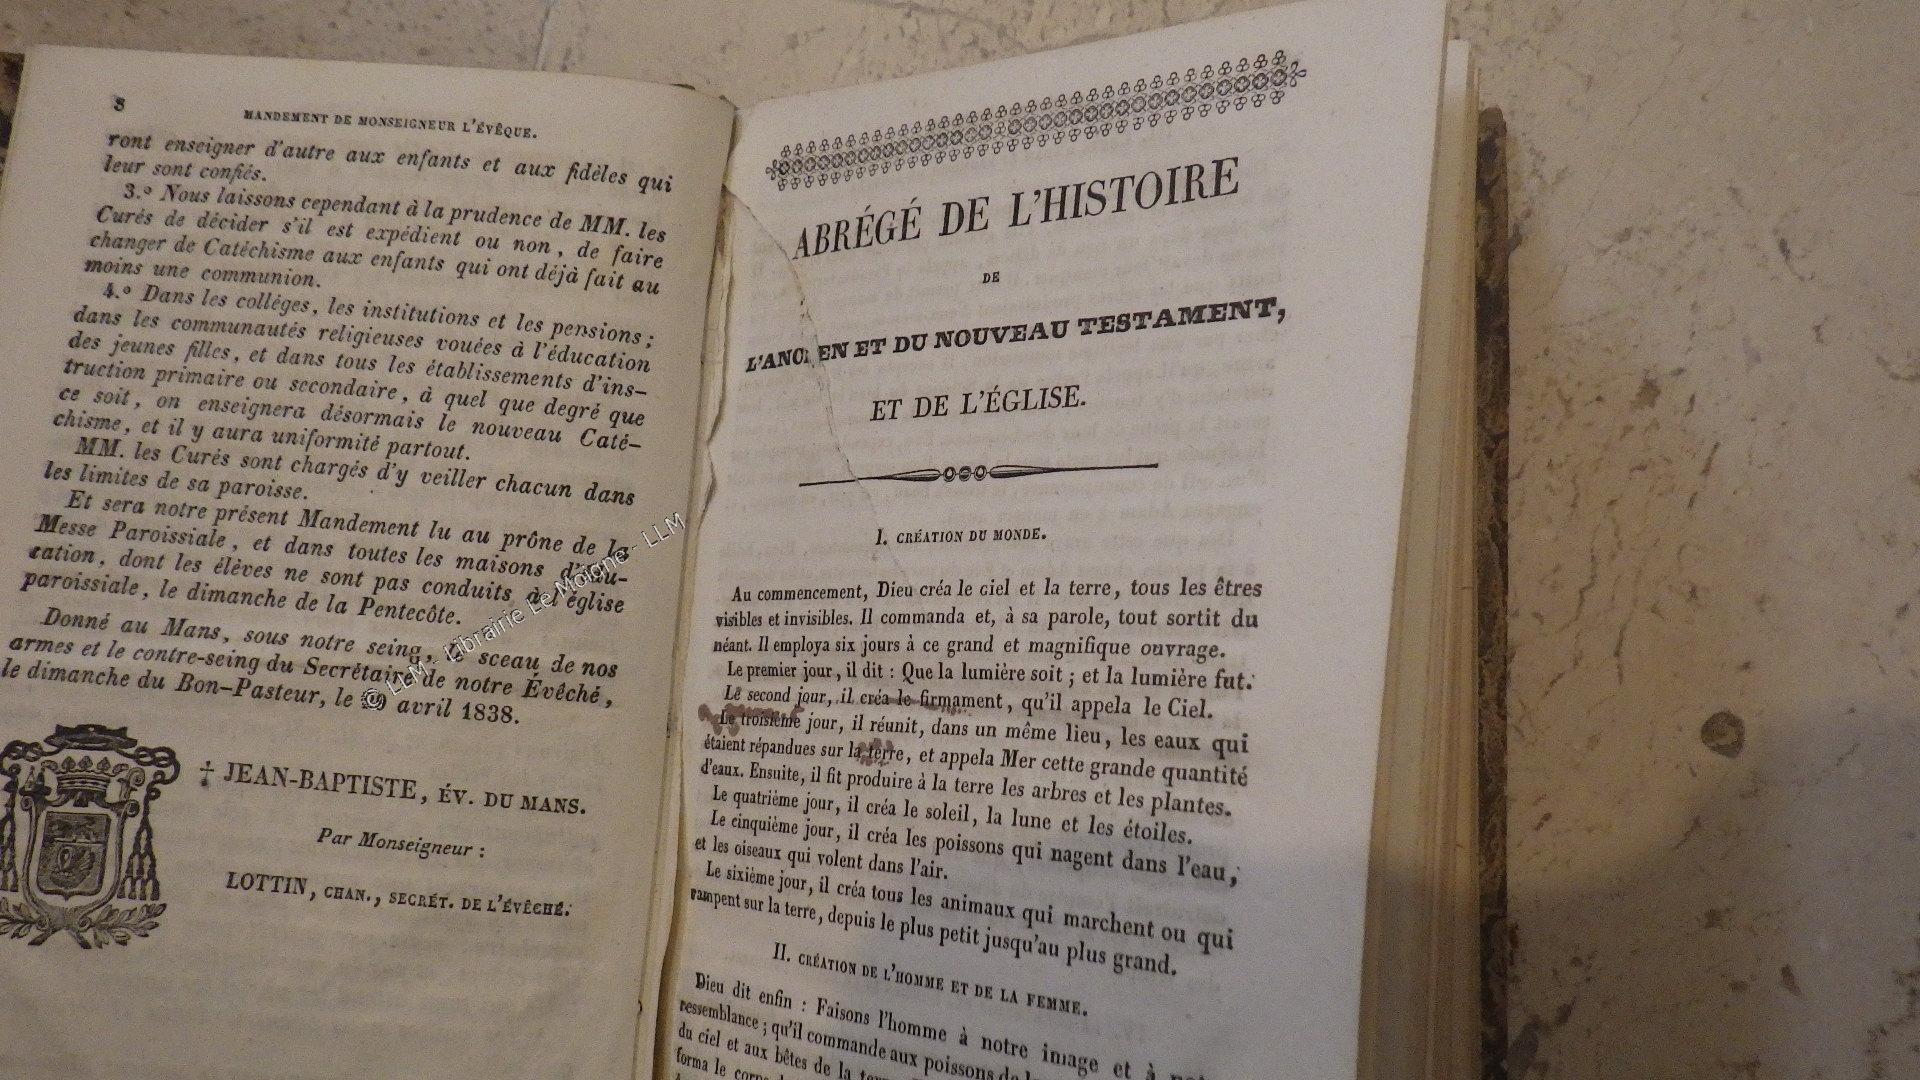 8
MANDEMENT DE MONSEIGNEUR L'ÉVÊQUE.
ront enseigner d'autre aux enfants et aux fidèles qui
leur sont confiés.
3.º Nous laissons cependant à la prudence de MM. les
Curés de décider s'il est expédient ou non, de faire
changer de Catéchisme aux enfants qui ont déjà fait au
moins une communion.
4.º Dans les colléges, les institutions et les pensions;
dans les communautés religieuses vouées à l'éducation
des jeunes filles, et dans tous les établissements d'ins-
truction primaire ou secondaire, à quel que degré que
ce soit, on enseignera désormais le nouveau Caté-
chisme, et il y aura uniformité partout.
MM. les Curés sont chargés d'y veiller chacun dans
les limites de sa paroisse.
Et sera notre présent Mandement lu au prône de la
Messe Paroissiale, et dans toutes les maisons d'édu-
cation, dont les élèves ne sont pas conduits à l'église
paroissiale, le dimanche de la Pentecôte.
Donné au Mans, sous notre seing, le sceau de nos
armes et le contre-seing du Secrétaire de notre Évêché,
le dimanche du Bon-Pasteur, le avril 1838.
† JEAN-BAPTISTE, ÉV. DU MANS.
Par Monseigneur :
LOTTIN, CHAN., SECRÉT. DE L'ÉVÊCHÉ.
© LLM - Librairie Le Moigne - LLM
ABRÉGÉ DE L'HISTOIRE
DE
L'ANCIEN ET DU NOUVEAU TESTAMENT,
ET DE L'ÉGLISE.
I. CRÉATION DU MONDE.
Au commencement, Dieu créa le ciel et la terre, tous les êtres
visibles et invisibles. Il commanda et, à sa parole, tout sortit du
néant. Il employa six jours à ce grand et magnifique ouvrage.
Le premier jour, il dit : Que la lumière soit ; et la lumière fut.
Le second jour, il créa le firmament, qu'il appela le Ciel.
Le troisième jour, il réunit, dans un même lieu, les eaux qui
étaient répandues sur la terre, et appela Mer cette grande quantité
d'eaux. Ensuite, il fit produire à la terre les arbres et les plantes.
Le quatrième jour, il créa le soleil, la lune et les étoiles.
Le cinquième jour, il créa les poissons qui nagent dans l'eau,
et les oiseaux qui volent dans l'air.
Le sixième jour, il créa tous les animaux qui marchent ou qui
rampent sur la terre, depuis le plus petit jusqu'au plus grand.
II. CRÉATION DE L'HOMME ET DE LA FEMME.
Dieu dit enfin : Faisons l'homme à notre image et à
ressemblance ; qu'il commande aux poissons de
du ciel et aux bêtes de la
forma le